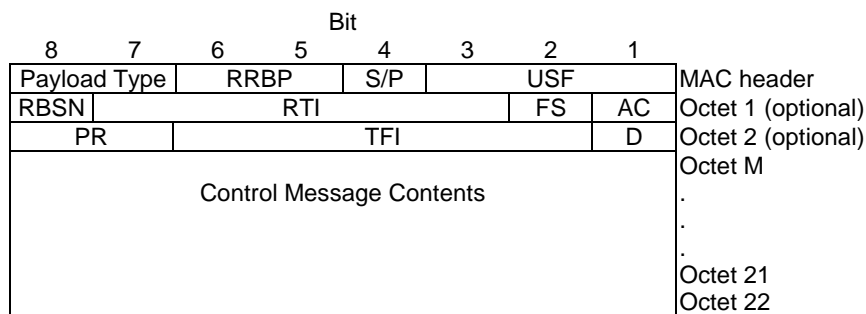 Bit
8 7 6 5 4 3 2 1
Payload Type RRBP S/P USF MAC header
RBSN RTI FS AC Octet 1 (optional)
PR TFI D Octet 2 (optional)
Octet M
Control Message Contents .
.
.
Octet 21
Octet 22